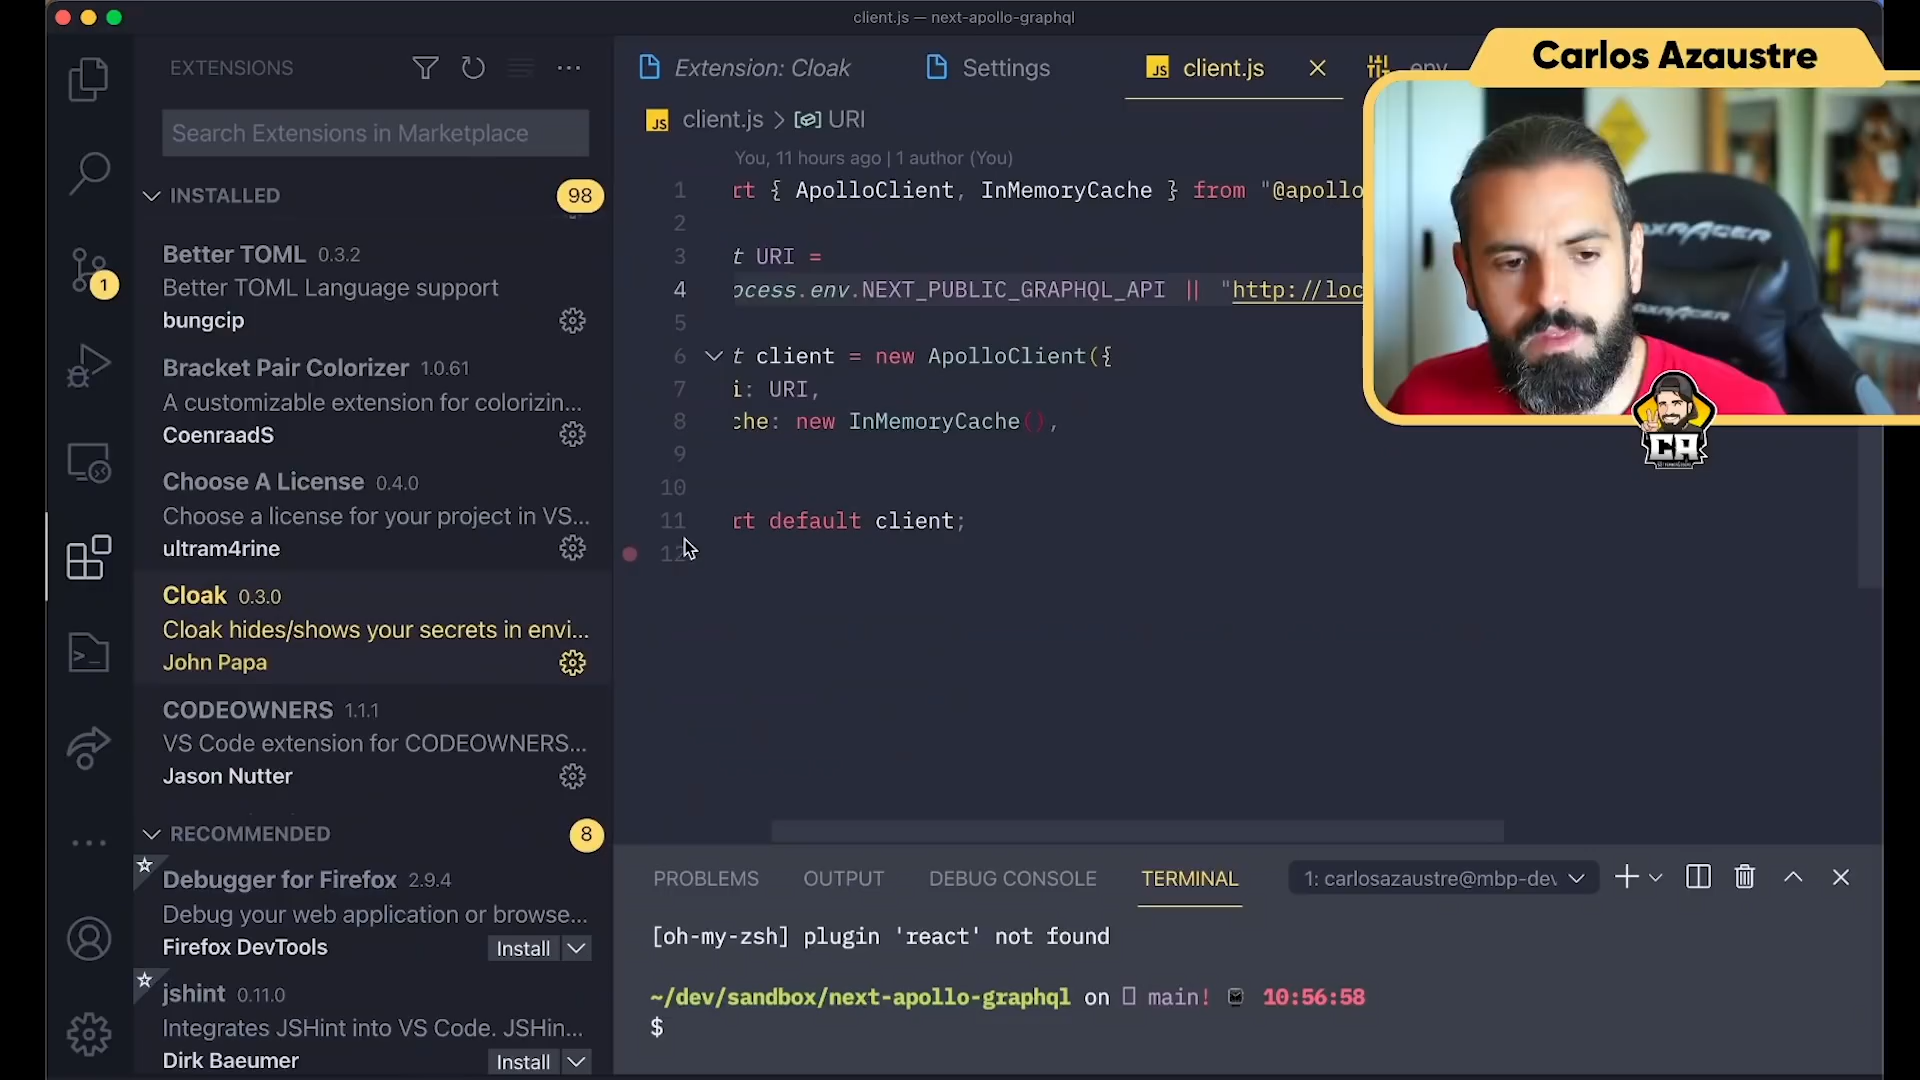 client.js — next-apollo-graphql
Carlos Azaustre
EXTENSIONS
Search Extensions in Marketplace
INSTALLED
98
Better TOML 0.3.2
Better TOML Language support
bungcip
Bracket Pair Colorizer 1.0.61
A customizable extension for colorizin...
CoenraadS
Choose A License 0.4.0
Choose a license for your project in VS...
ultram4rine
Cloak 0.3.0
Cloak hides/shows your secrets in envi...
John Papa
CODEOWNERS 1.1.1
VS Code extension for CODEOWNERS...
Jason Nutter
RECOMMENDED
8
Debugger for Firefox 2.9.4
Debug your web application or browse...
Firefox DevTools
Install
jshint 0.11.0
Integrates JSHint into VS Code. JSHin...
Dirk Baeumer
Install
1
Extension: Cloak
Settings
JS client.js
.env
JS client.js > URI
You, 11 hours ago | 1 author (You)
1 rt { ApolloClient, InMemoryCache } from "@apollo
2
3 t URI =
4 ocess.env.NEXT_PUBLIC_GRAPHQL_API || "http://loc
5
6 t client = new ApolloClient({
7 i: URI,
8 che: new InMemoryCache(),
9
10
11 rt default client;
12
DXRACER
CA
PROBLEMS
OUTPUT
DEBUG CONSOLE
TERMINAL
1: carlosazaustre@mbp-dev
[oh-my-zsh] plugin 'react' not found
~/dev/sandbox/next-apollo-graphql on main! 10:56:58
$